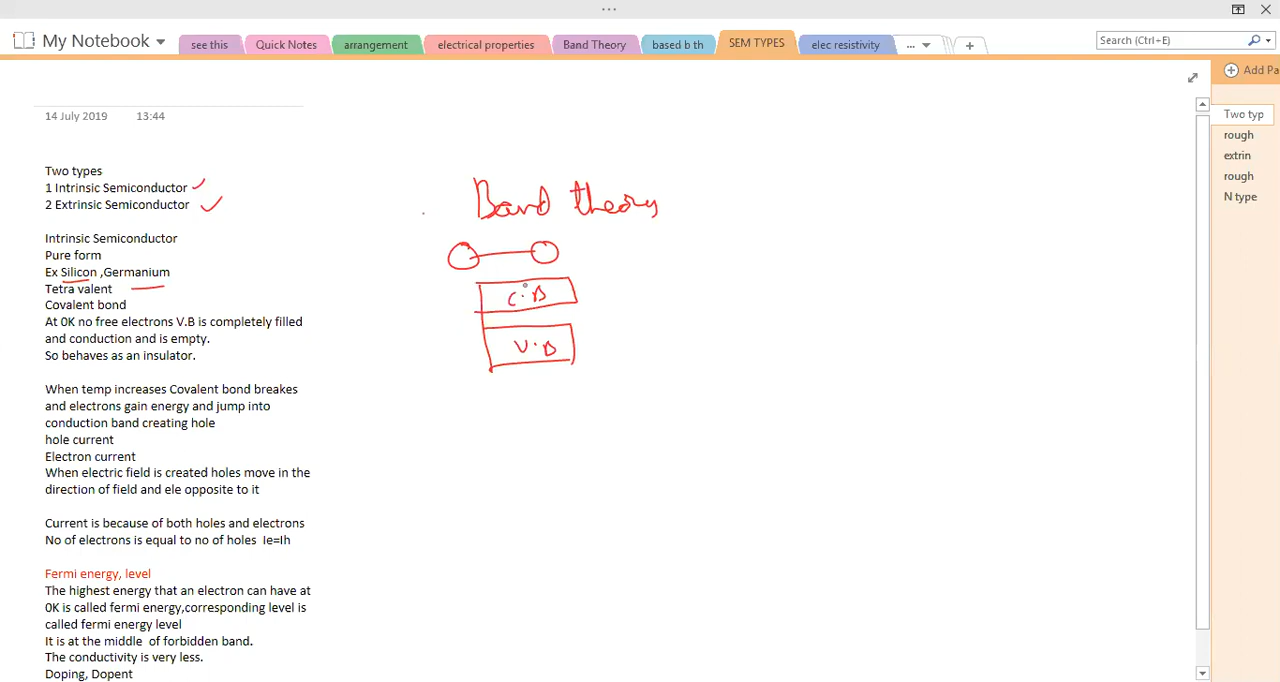 My Notebook
see this
Quick Notes
arrangement
electrical properties
Band Theory
based b th
SEM TYPES
elec resistivity
...
Search (Ctrl+E)
Add Pa
14 July 2019 13:44
Two types
1 Intrinsic Semiconductor
2 Extrinsic Semiconductor
Intrinsic Semiconductor
Pure form
Ex Silicon ,Germanium
Tetra valent
Covalent bond
At 0K no free electrons V.B is completely filled
and conduction and is empty.
So behaves as an insulator.
When temp increases Covalent bond breakes
and electrons gain energy and jump into
conduction band creating hole
hole current
Electron current
When electric field is created holes move in the
direction of field and ele opposite to it
Current is because of both holes and electrons
No of electrons is equal to no of holes Ie=Ih
Fermi energy, level
The highest energy that an electron can have at
0K is called fermi energy,corresponding level is
called fermi energy level
It is at the middle of forbidden band.
The conductivity is very less.
Doping, Dopent
Band theory
C.B
V.B
Two typ
rough
extrin
rough
N type